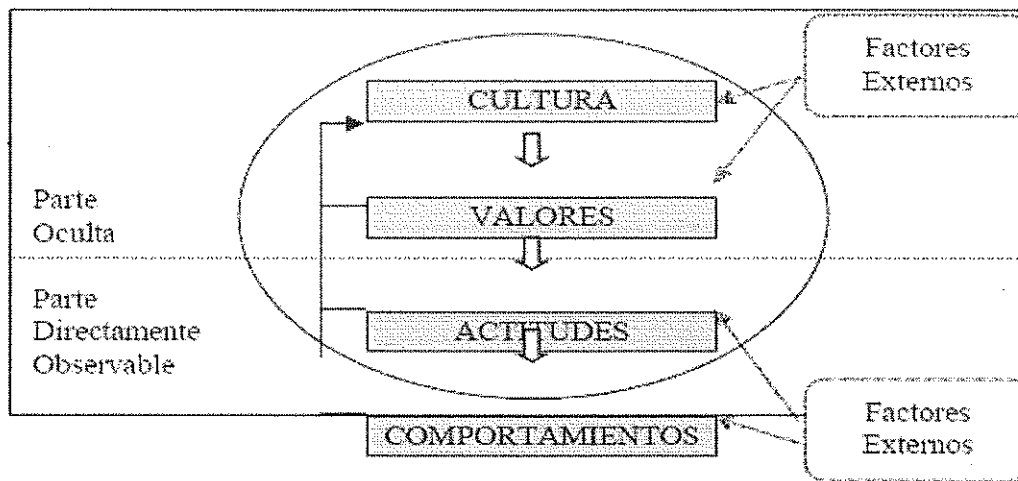 Factores
Externos
CULTURA
Parte
Oculta
VALORES
Parte
Directamente
Observable
ACTITUDES
Factores
Externos
COMPORTAMIENTOS